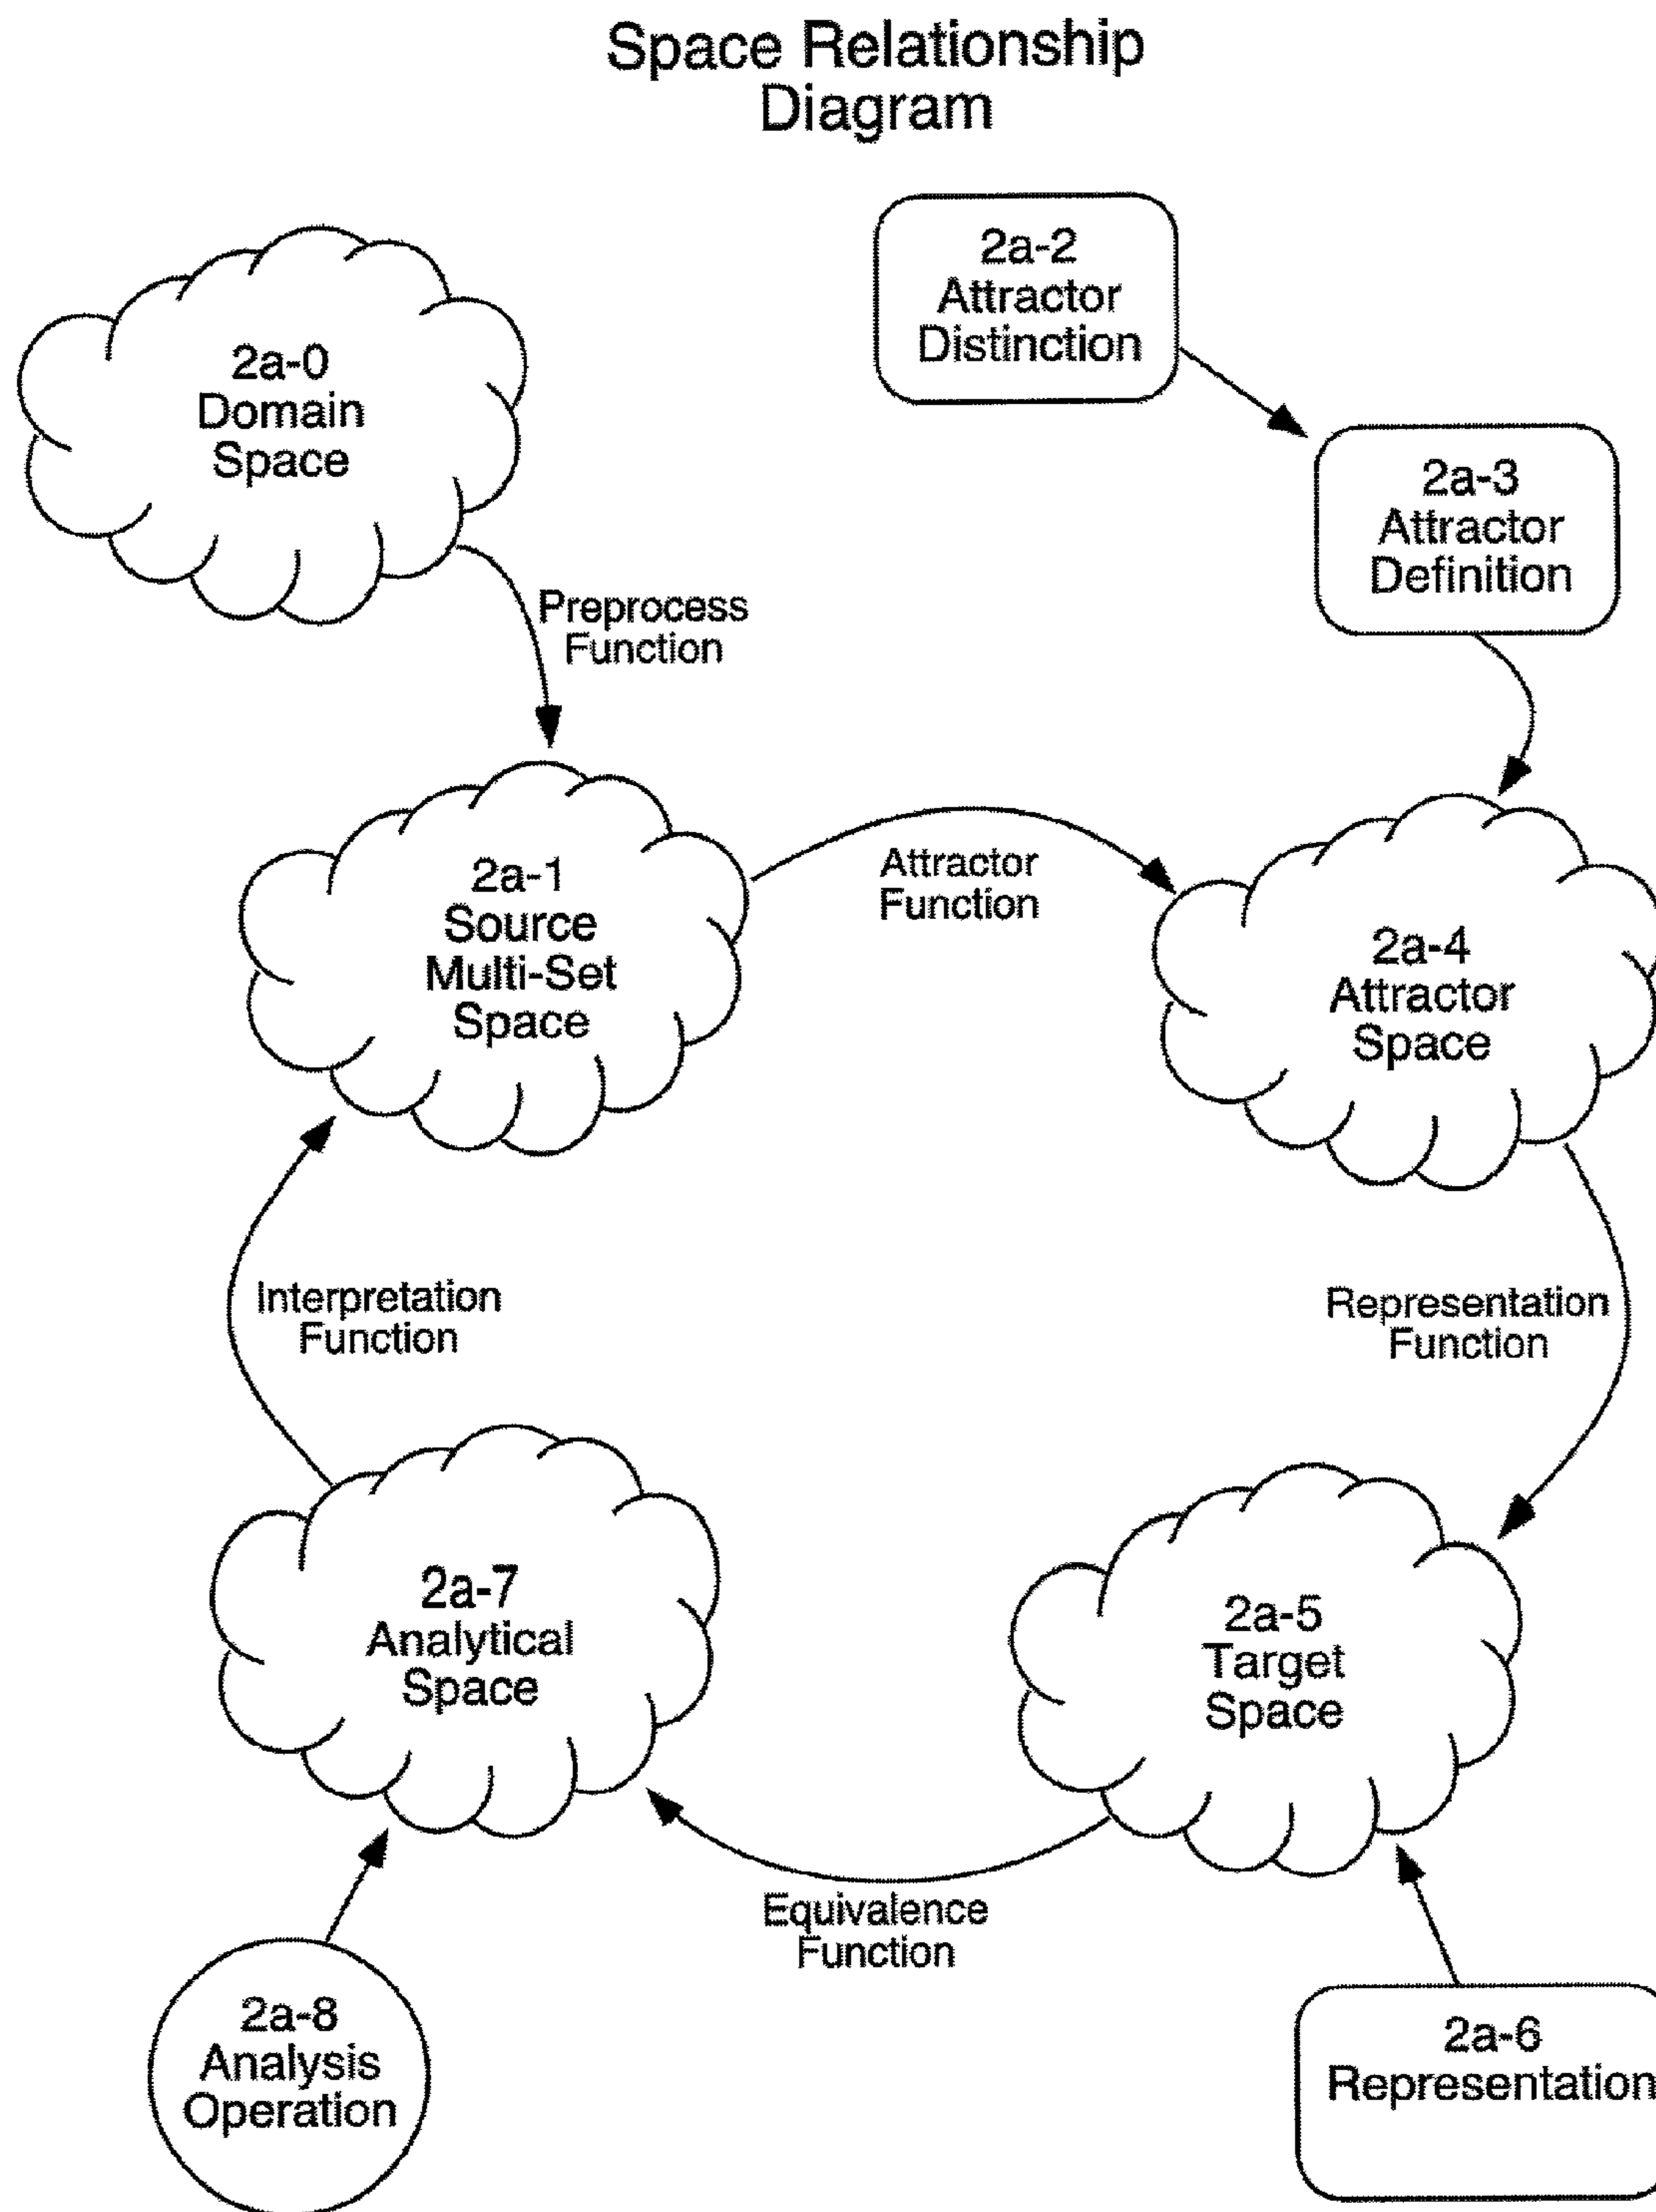 Space Relationship
Diagram
2a-0
Domain
Space
2a-2
Attractor
Distinction
2a-3
Attractor
Definition
Preprocess
Function
2a-1
Source
Multi-Set
Space
Attractor
Function
2a-4
Attractor
Space
Interpretation
Function
Representation
Function
2a-7
Analytical
Space
2a-5
Target
Space
Equivalence
Function
2a-8
Analysis
Operation
2a-6
Representation